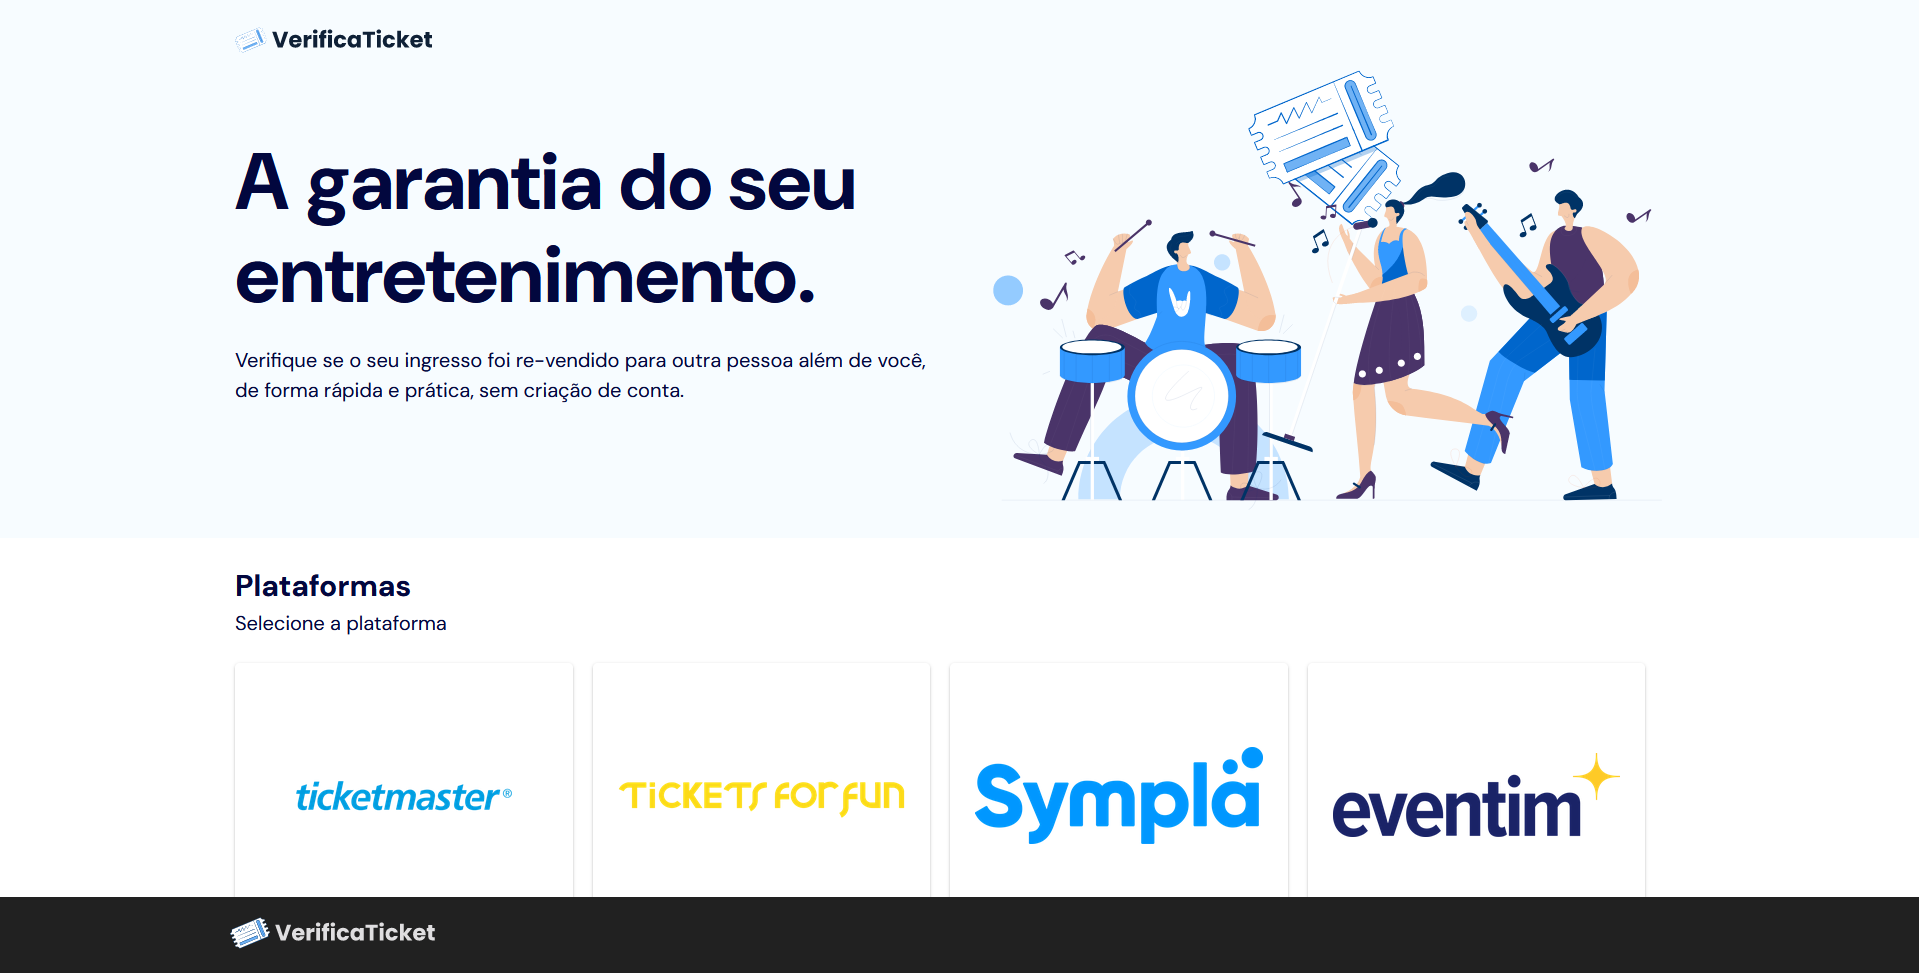 VerificaTicket
A garantia do seu
entretenimento.
Verifique se o seu ingresso foi re-vendido para outra pessoa além de você,
de forma rápida e prática, sem criação de conta.
Plataformas
Selecione a plataforma
ticketmaster®
TiCKETS FOr FUN
Symplä
eventim
VerificaTicket